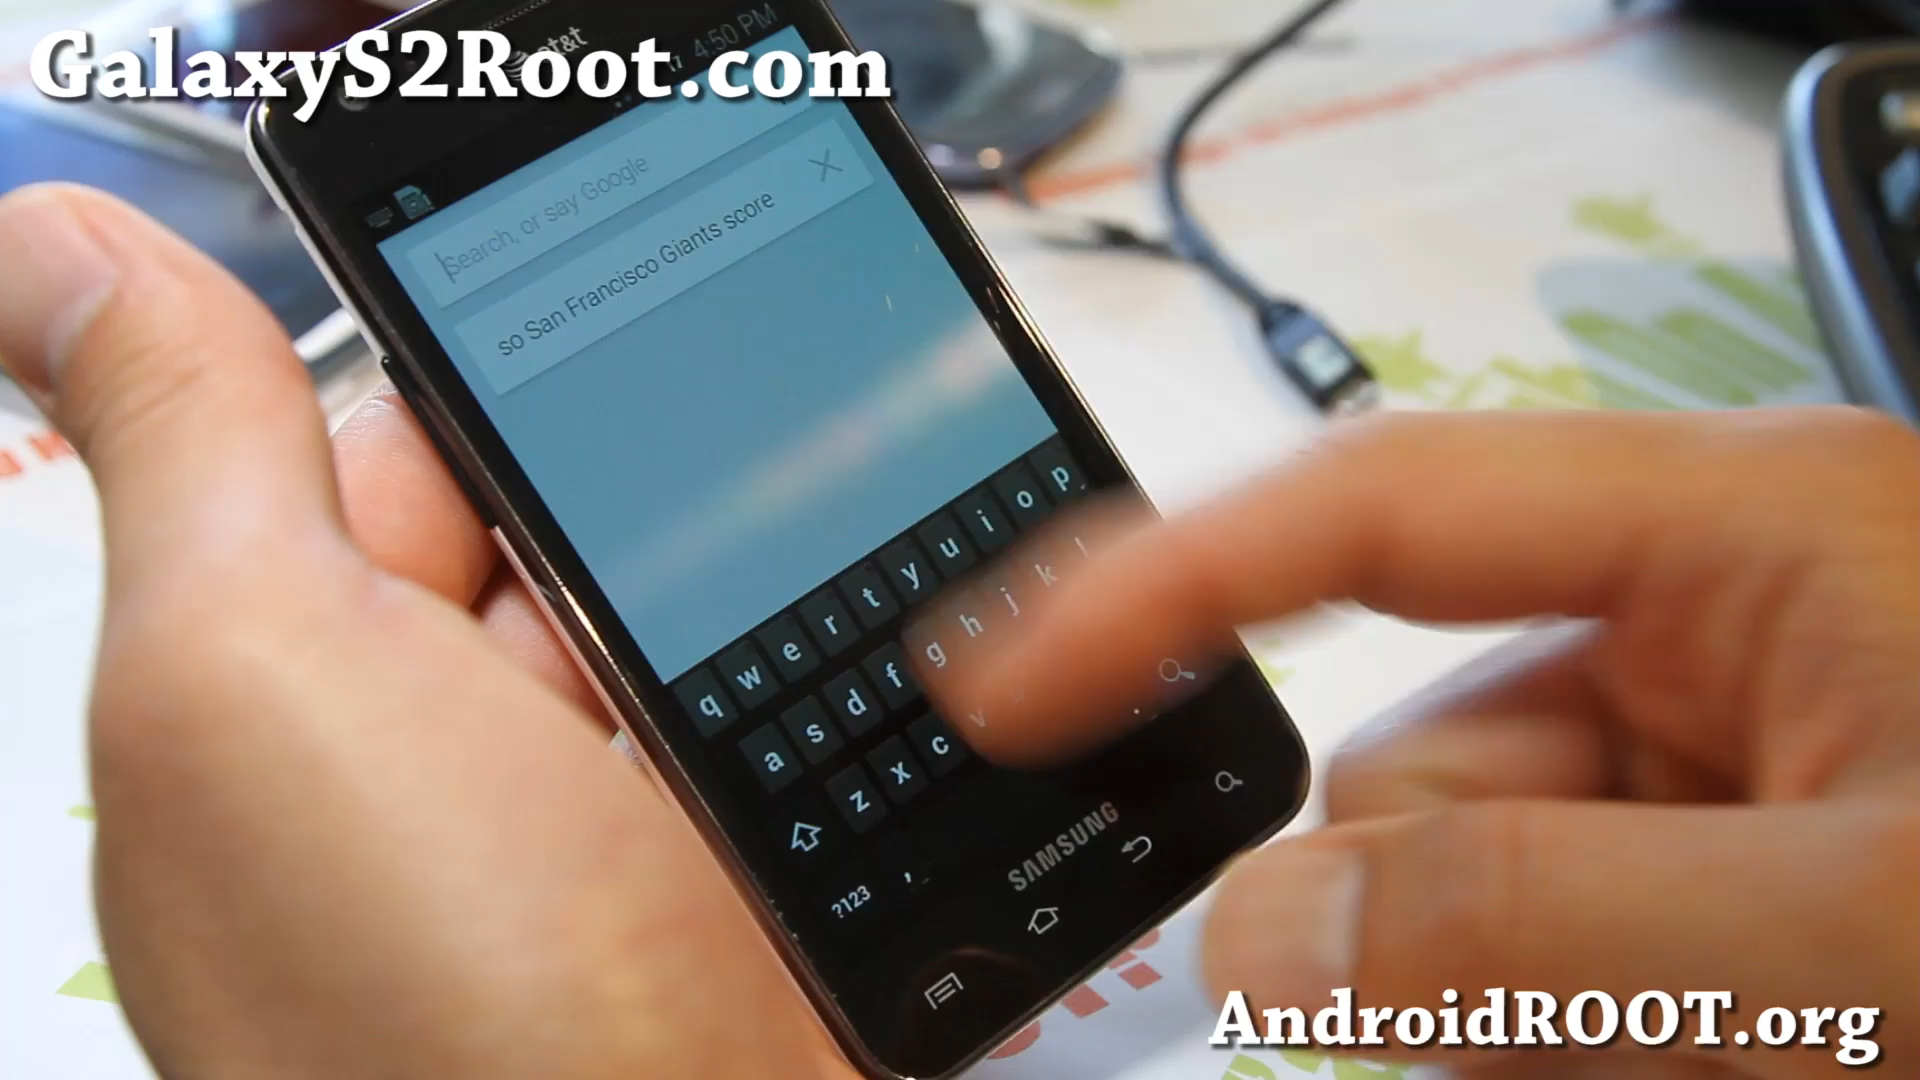 GalaxyS2Root.com
at&t
4:50 PM
Search, or say Google
so San Francisco Giants score
q w e r t y u i o p
a s d f g h j k l
z x c v
?123 ,
SAMSUNG
AndroidROOT.org